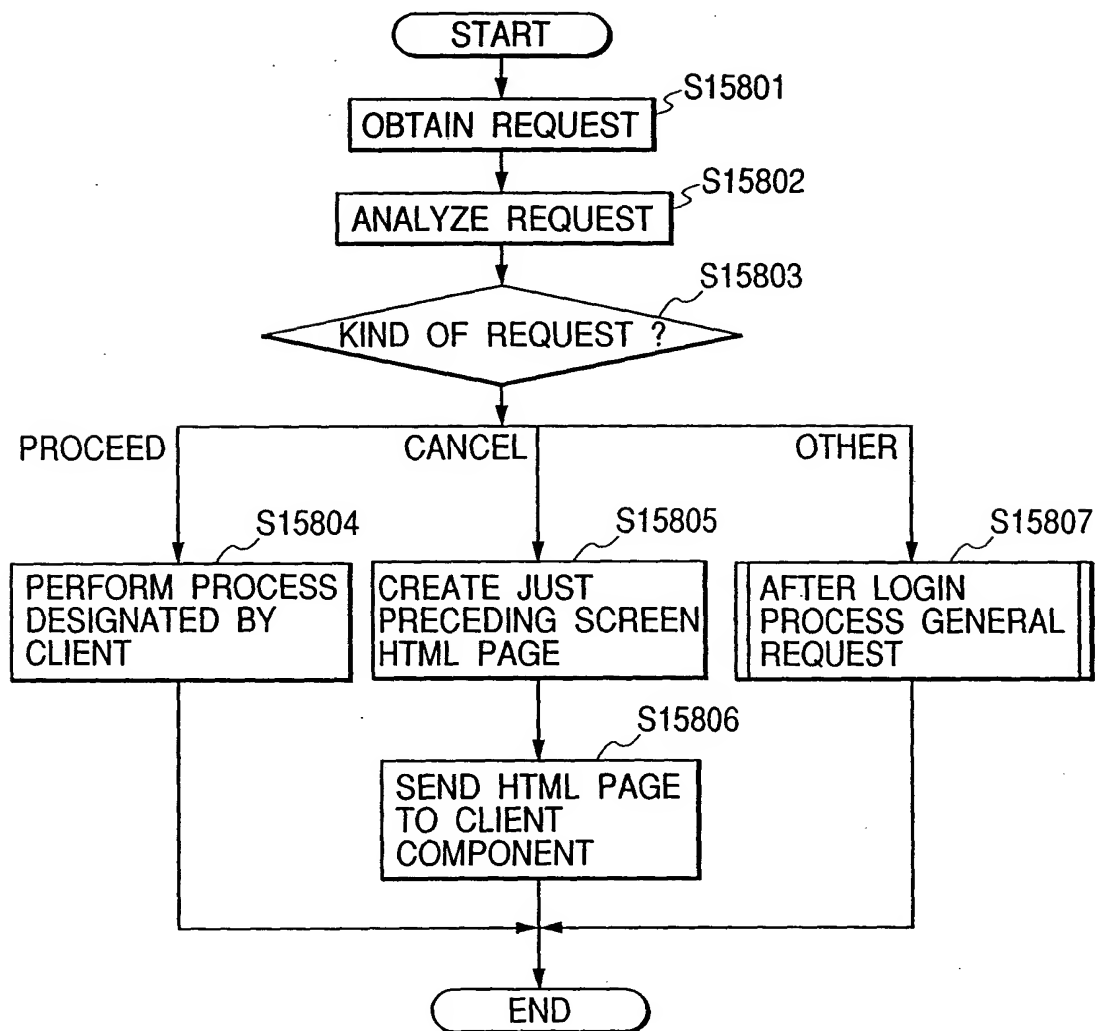 START
S15801
OBTAIN REQUEST
S15802
ANALYZE REQUEST
S15803
KIND OF REQUEST ?
PROCEED
CANCEL
OTHER
S15804
PERFORM PROCESS
DESIGNATED BY
CLIENT
S15805
CREATE JUST
PRECEDING SCREEN
HTML PAGE
S15807
AFTER LOGIN
PROCESS GENERAL
REQUEST
S15806
SEND HTML PAGE
TO CLIENT
COMPONENT
END